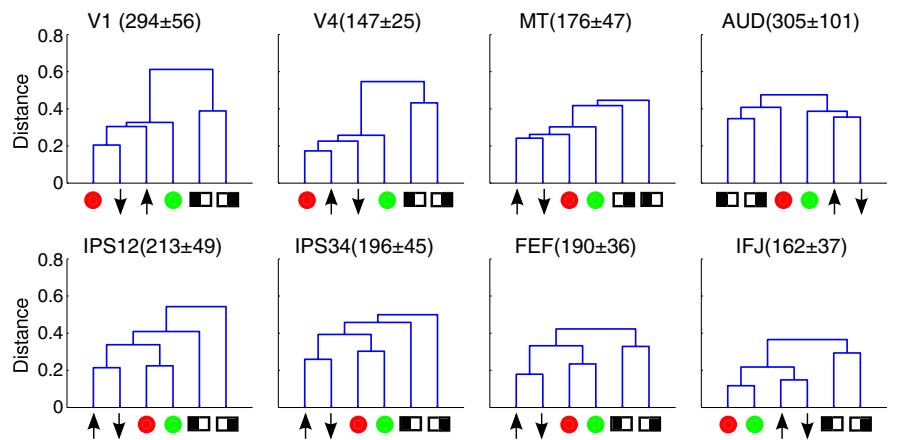 V1 (294±56) V4(147±25) MT(176±47) AUD(305±101)
0.8
0.6
0.4
0.2
0
Distance
IPS12(213±49) IPS34(196±45) FEF(190±36) IFJ(162±37)
0.8
0.6
0.4
0.2
0
Distance